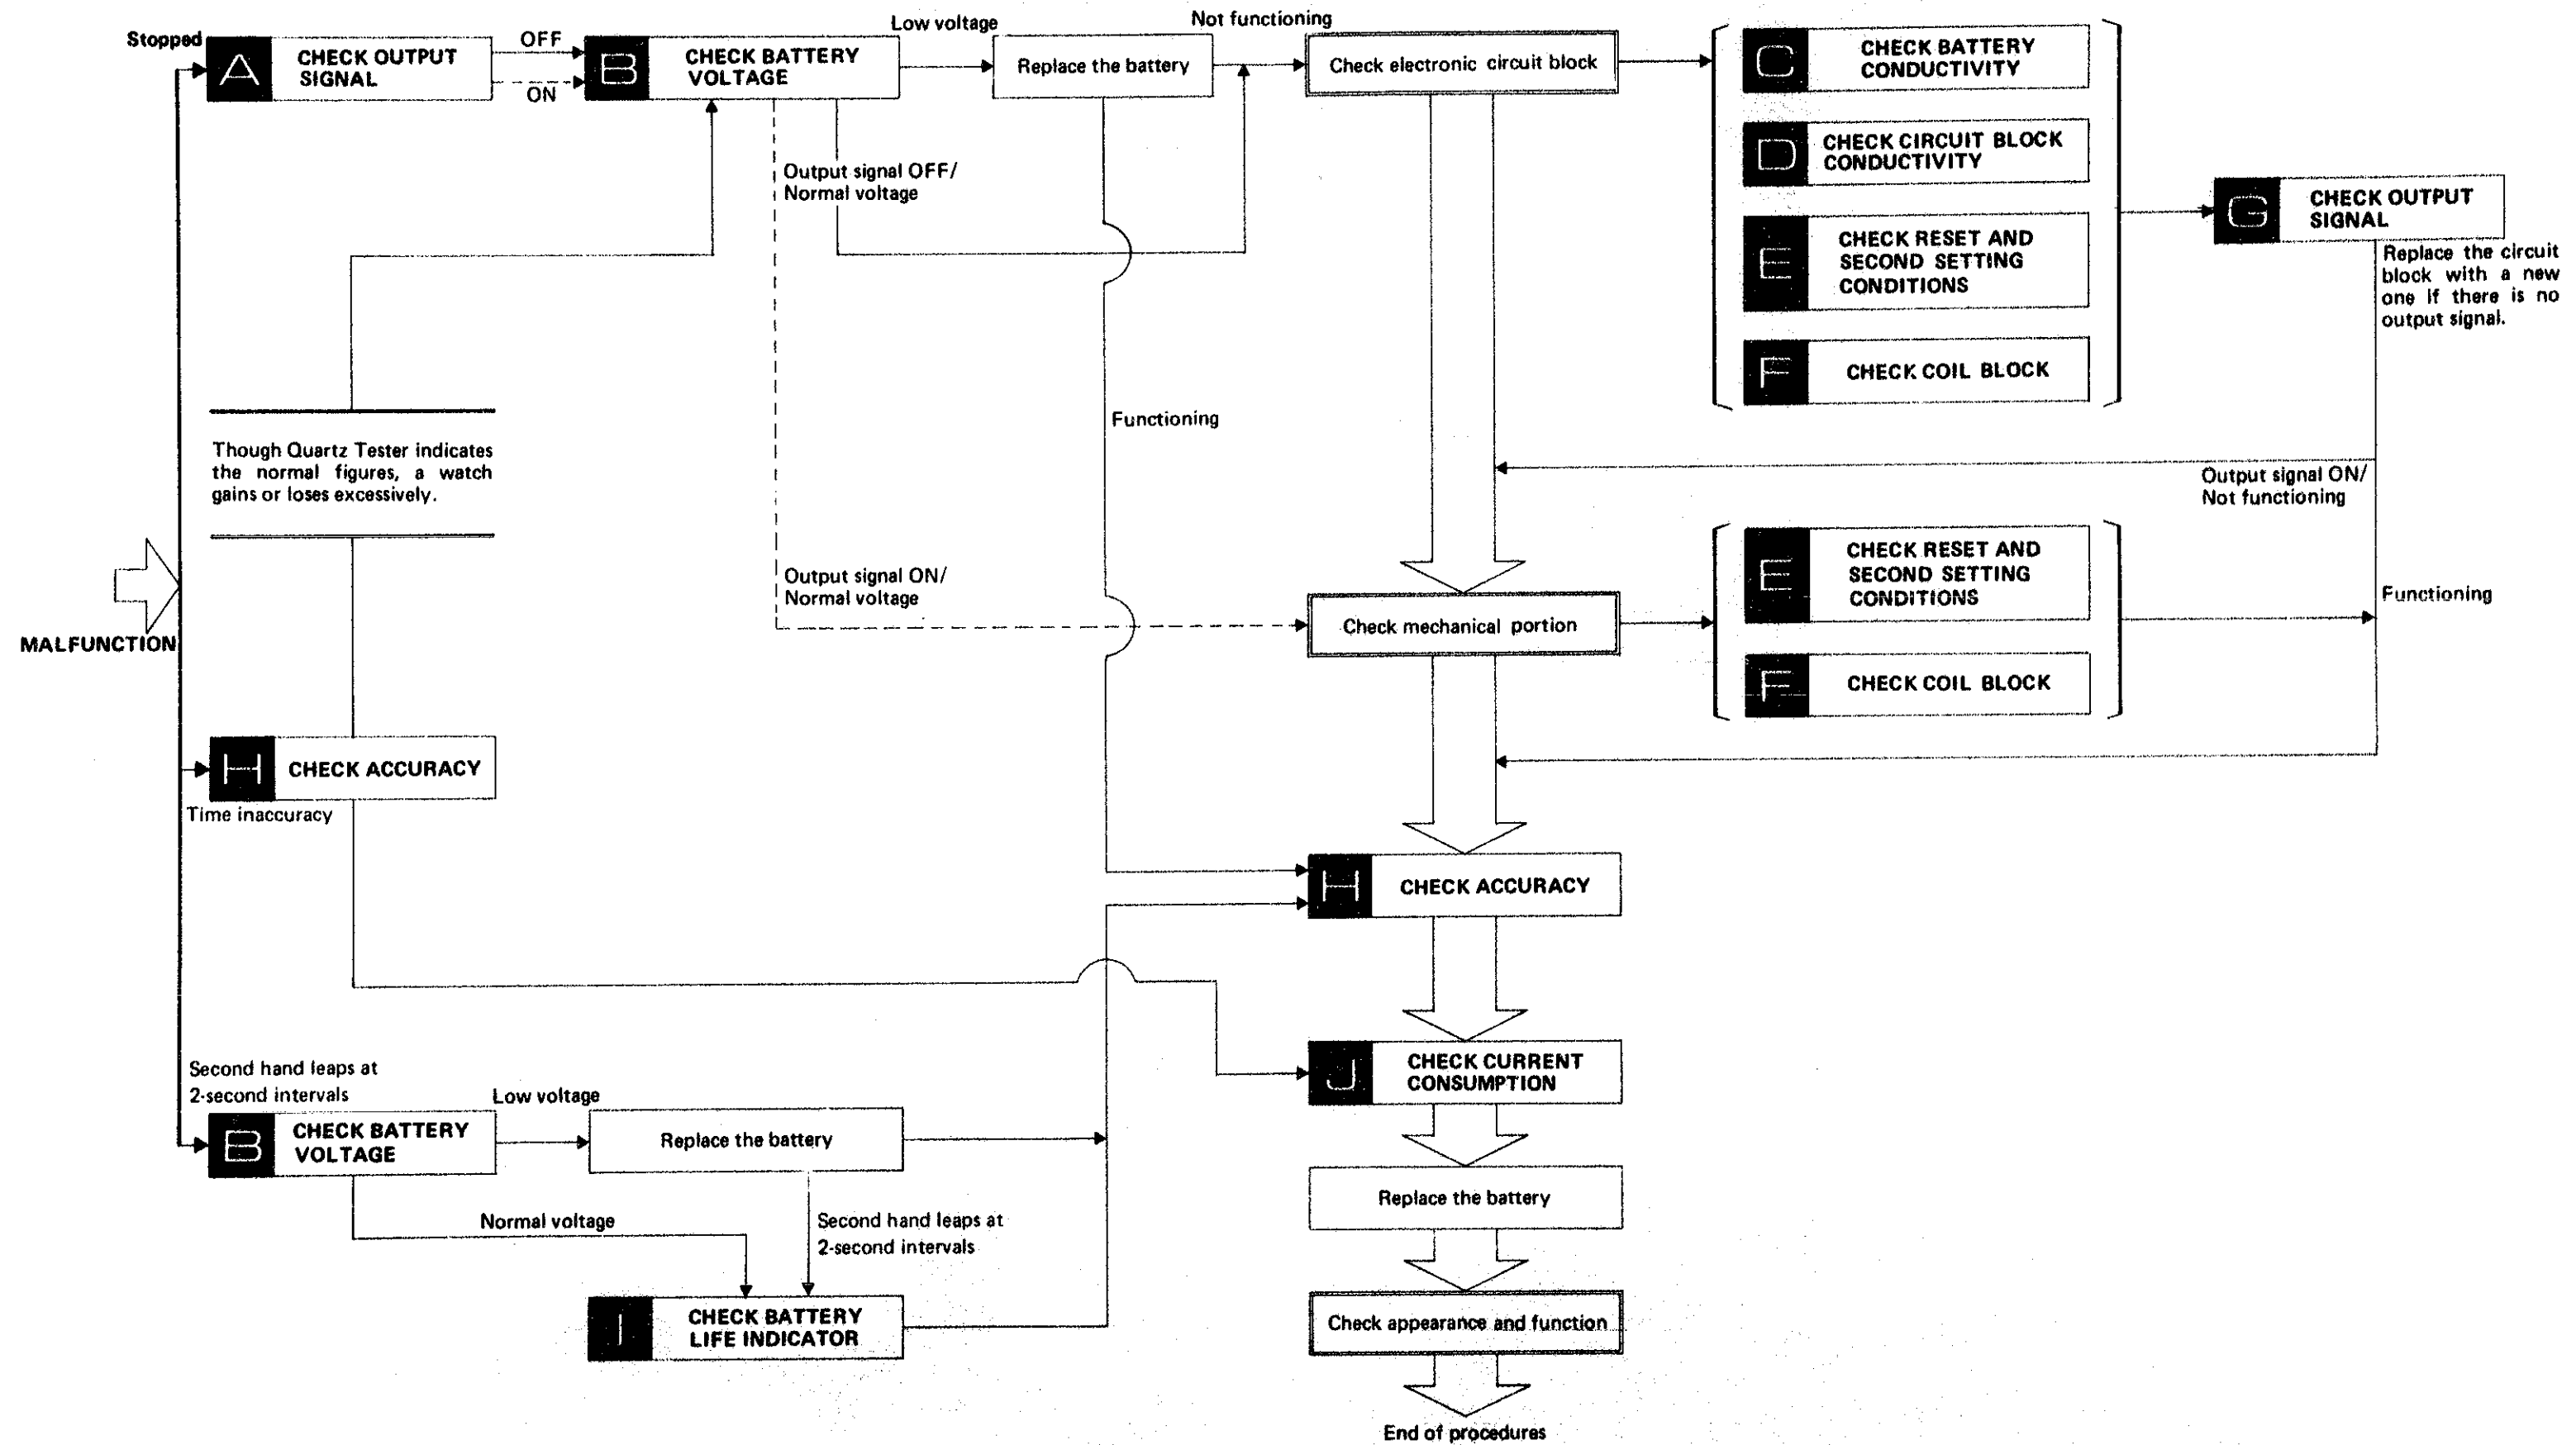 Stopped
A
CHECK OUTPUT
SIGNAL
OFF
ON
B
CHECK BATTERY
VOLTAGE
Low voltage
Replace the battery
Not functioning
Check electronic circuit block
C
CHECK BATTERY
CONDUCTIVITY
D
CHECK CIRCUIT BLOCK
CONDUCTIVITY
E
CHECK RESET AND
SECOND SETTING
CONDITIONS
F
CHECK COIL BLOCK
G
CHECK OUTPUT
SIGNAL
Replace the circuit
block with a new
one if there is no
output signal.
Output signal OFF/
Normal voltage
Functioning
Though Quartz Tester indicates
the normal figures, a watch
gains or loses excessively.
Output signal ON/
Not functioning
Output signal ON/
Normal voltage
Check mechanical portion
E
CHECK RESET AND
SECOND SETTING
CONDITIONS
F
CHECK COIL BLOCK
Functioning
MALFUNCTION
H
CHECK ACCURACY
Time inaccuracy
H
CHECK ACCURACY
J
CHECK CURRENT
CONSUMPTION
Second hand leaps at
2-second intervals
B
CHECK BATTERY
VOLTAGE
Low voltage
Replace the battery
Normal voltage
Second hand leaps at
2-second intervals
I
CHECK BATTERY
LIFE INDICATOR
Replace the battery
Check appearance and function
End of procedures